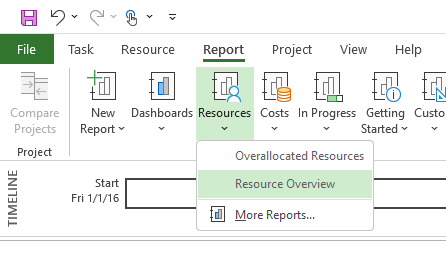 File Task Resource Report Project View Help
Compare Projects
New Report
Dashboards
Resources
Costs
In Progress
Getting Started
Custo
Project
Overallocated Resources
Resource Overview
More Reports...
TIMELINE
Start
Fri 1/1/16